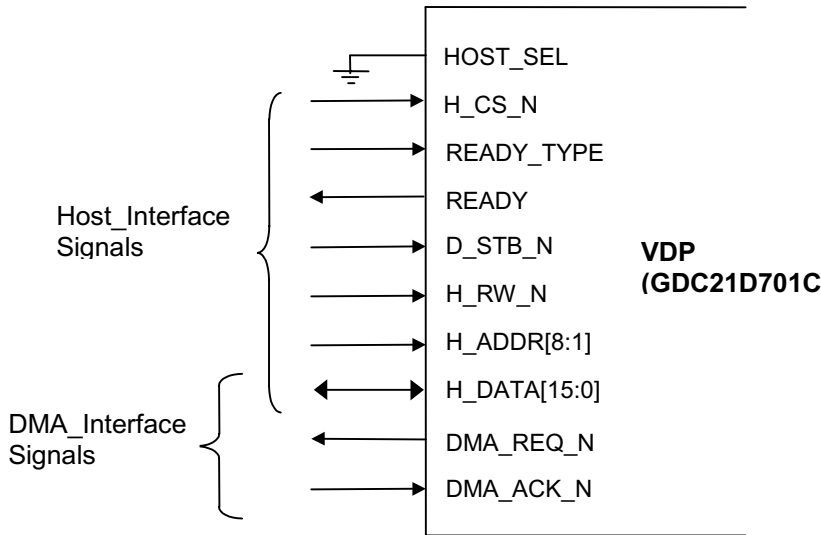 HOST_SEL
H_CS_N
READY_TYPE
READY
D_STB_N
H_RW_N
H_ADDR[8:1]
H_DATA[15:0]
DMA_REQ_N
DMA_ACK_N
Host_Interface
Signals
DMA_Interface
Signals
VDP
(GDC21D701C